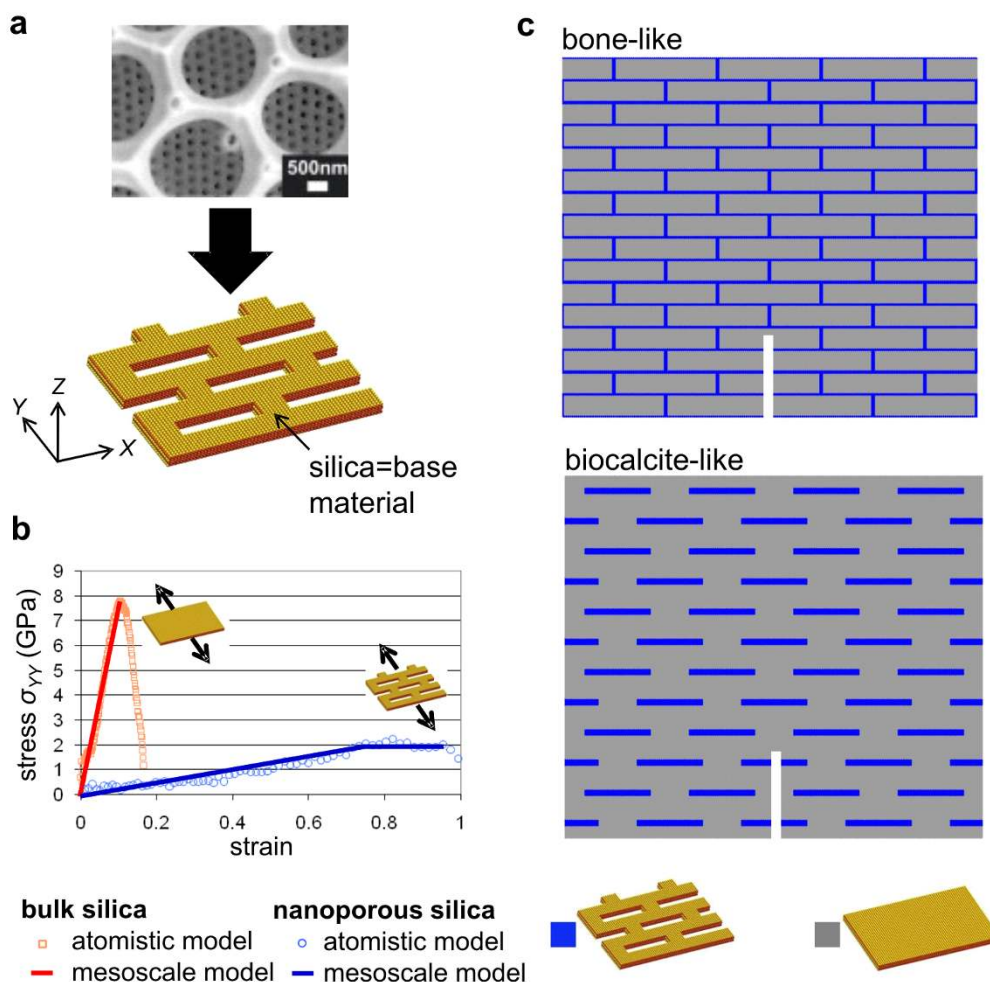 a
500nm
Z
Y
X
silica=base
material
b
stress σYY (GPa)
9
8
7
6
5
4
3
2
1
0
0 0.2 0.4 0.6 0.8 1
strain
bulk silica
atomistic model
mesoscale model
nanoporous silica
atomistic model
mesoscale model
c
bone-like
biocalcite-like